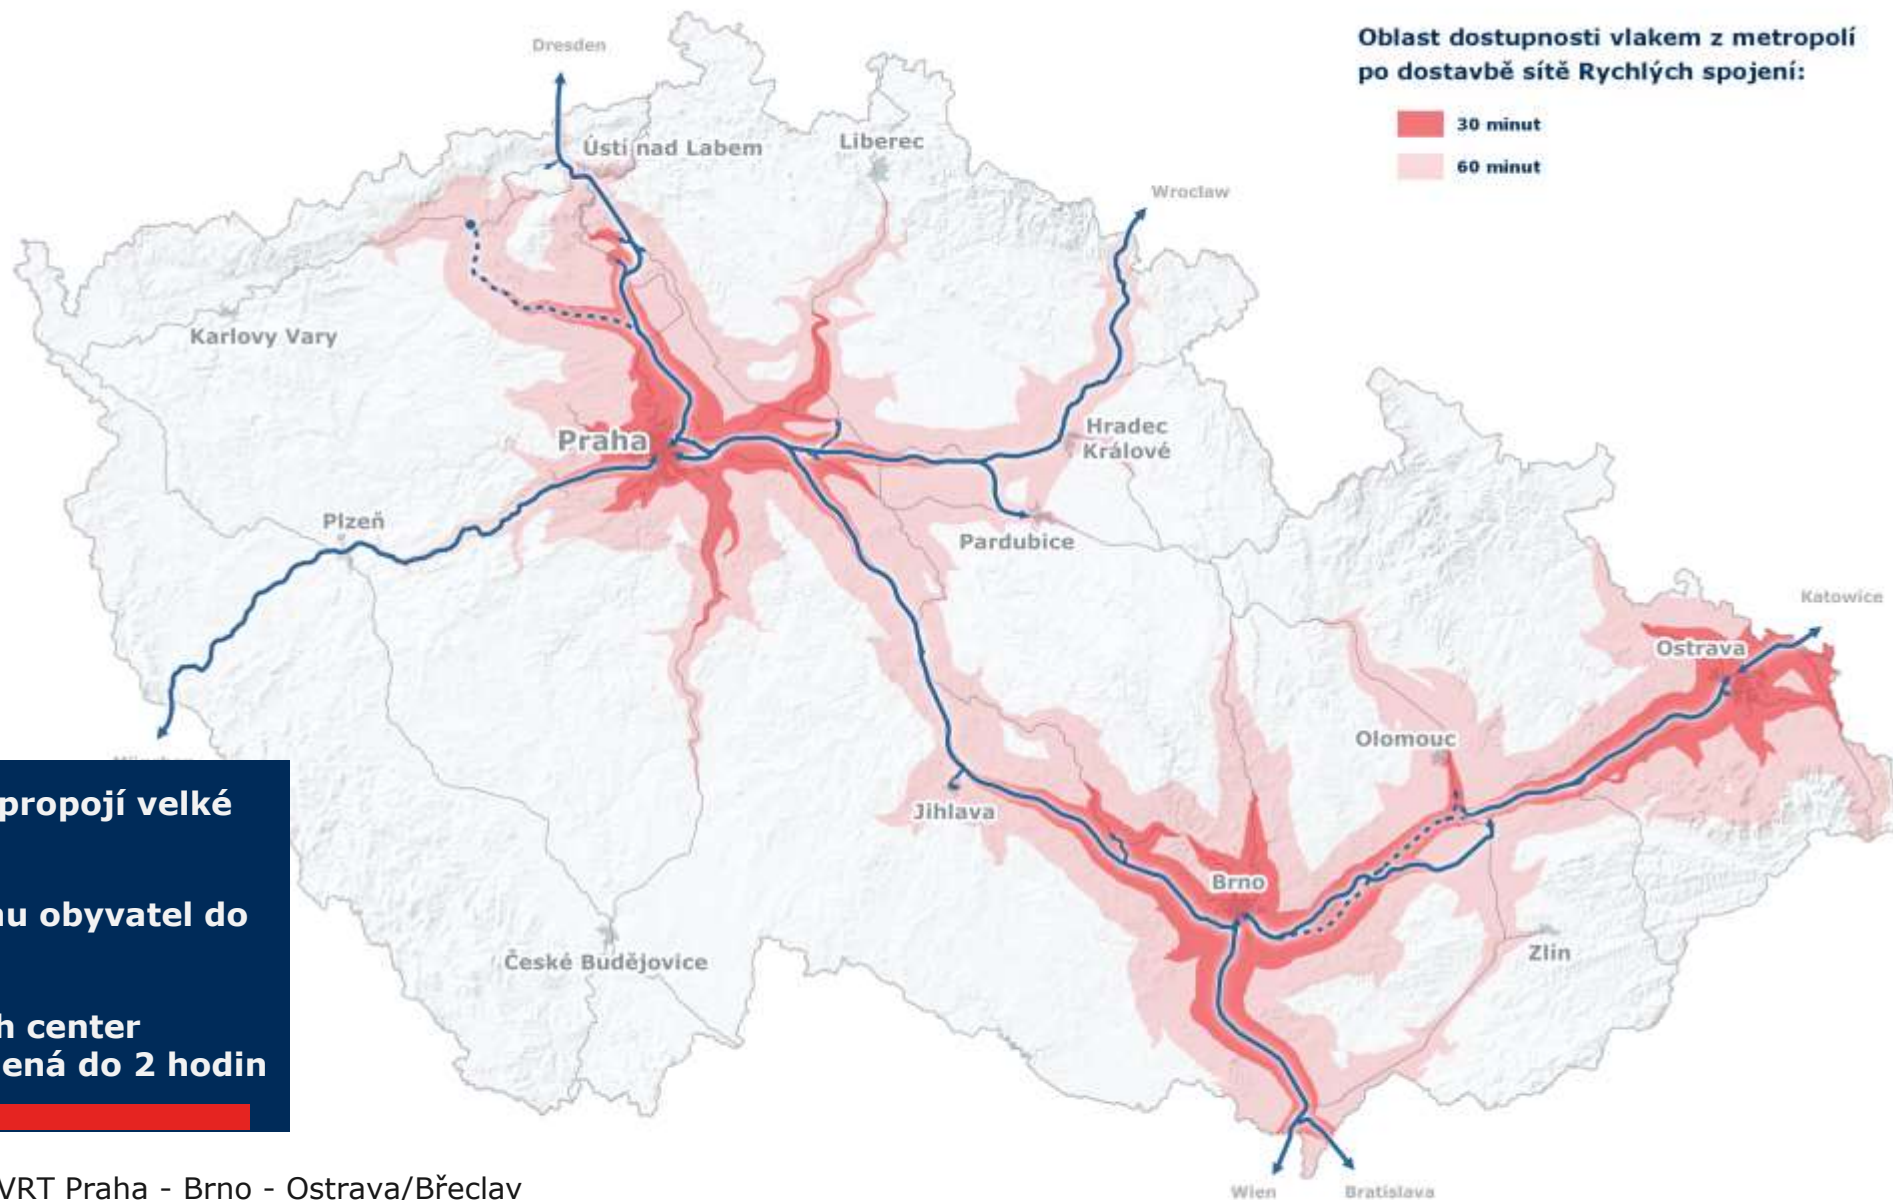 Oblast dostupnosti vlakem z metropolí
po dostavbě sítě Rychlých spojení:
30 minut
60 minut
Dresden
Ústí nad Labem
Liberec
Wroclaw
Karlovy Vary
Praha
Hradec
Králové
Plzeň
Pardubice
Katowice
Ostrava
Olomouc
Jihlava
Brno
Zlín
České Budějovice
Wien
Bratislava
propojí velké
obyvatel do
center
do 2 hodin
VRT Praha - Brno - Ostrava/Břeclav